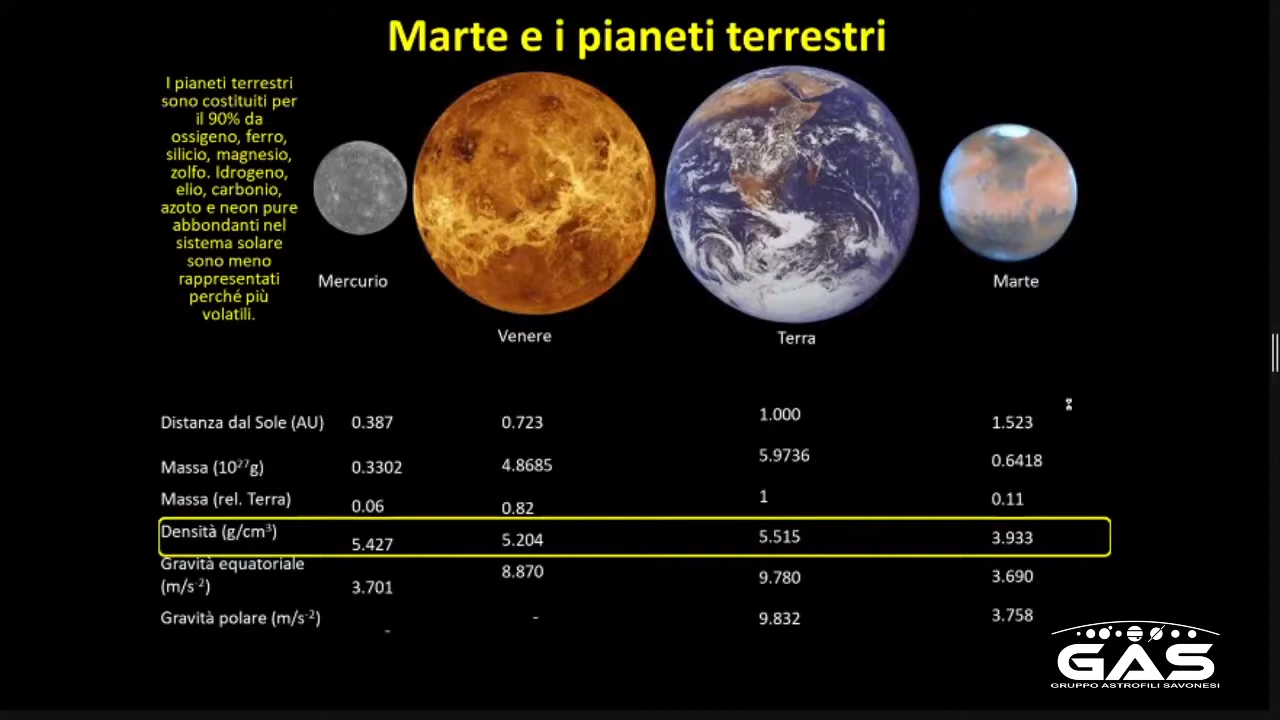 Marte e i pianeti terrestri
I pianeti terrestri
sono costituiti per
il 90% da
ossigeno, ferro,
silicio, magnesio,
zolfo. Idrogeno,
elio, carbonio,
azoto e neon pure
abbondanti nel
sistema solare
sono meno
rappresentati
perché più
volatili.
Mercurio
Venere
Terra
Marte
Distanza dal Sole (AU) 0.387 0.723 1.000 1.523
Massa (10²⁷g) 0.3302 4.8685 5.9736 0.6418
Massa (rel. Terra) 0.06 0.82 1 0.11
Densità (g/cm³) 5.427 5.204 5.515 3.933
Gravità equatoriale
(m/s⁻²) 3.701 8.870 9.780 3.690
Gravità polare (m/s⁻²) - - 9.832 3.758
GAS
GRUPPO ASTROFILI SAVONESI